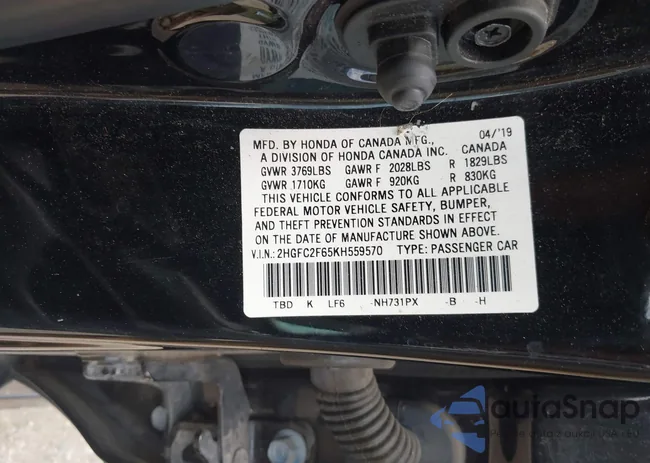 MFD. BY HONDA OF CANADA MFG., 04/'19
A DIVISION OF HONDA CANADA INC. CANADA
GVWR 3769LBS GAWR F 2028LBS R 1829LBS
GVWR 1710KG GAWR F 920KG R 830KG
THIS VEHICLE CONFORMS TO ALL APPLICABLE
FEDERAL MOTOR VEHICLE SAFETY, BUMPER,
AND THEFT PREVENTION STANDARDS IN EFFECT
ON THE DATE OF MANUFACTURE SHOWN ABOVE.
V.I.N.: 2HGFC2F65KH559570 TYPE: PASSENGER CAR
TBD K LF6 -NH731PX -B -H
autaSnap